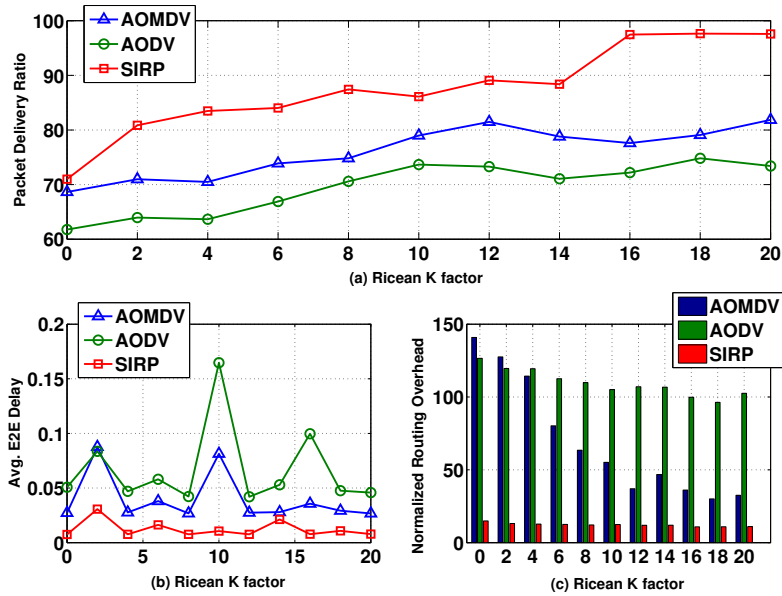 100
90
80
70
60
Packet Delivery Ratio
AOMDV
AODV
SIRP
0 2 4 6 8 10 12 14 16 18 20
(a) Ricean K factor
0.2
0.15
0.1
0.05
0
Avg. E2E Delay
AOMDV
AODV
SIRP
0 5 10 15 20
(b) Ricean K factor
AOMDV
AODV
SIRP
150
100
50
0
Normalized Routing Overhead
0 2 4 6 8 10 12 14 16 18 20
(c) Ricean K factor